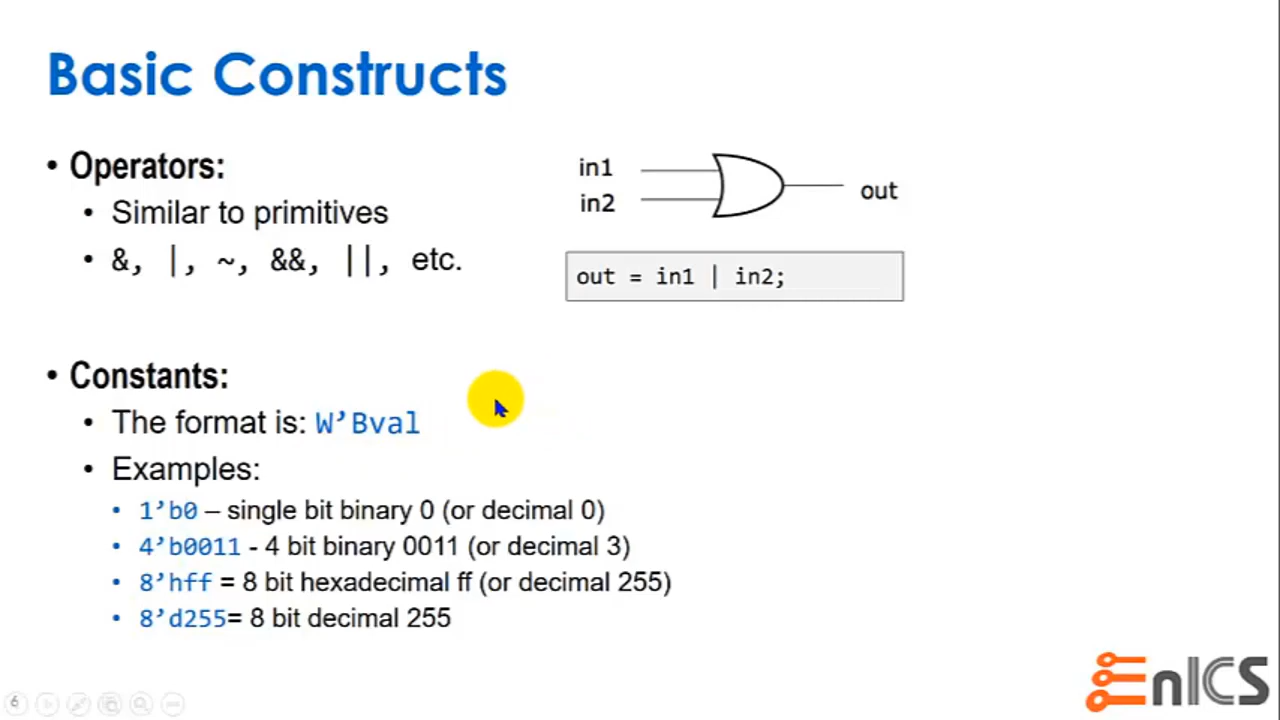 Basic Constructs
• Operators:
• Similar to primitives
• &, |, ~, &&, ||, etc.
in1
in2
out
out = in1 | in2;
• Constants:
• The format is: W’Bval
• Examples:
• 1’b0 – single bit binary 0 (or decimal 0)
• 4’b0011 - 4 bit binary 0011 (or decimal 3)
• 8’hff = 8 bit hexadecimal ff (or decimal 255)
• 8’d255= 8 bit decimal 255
6
EnICS